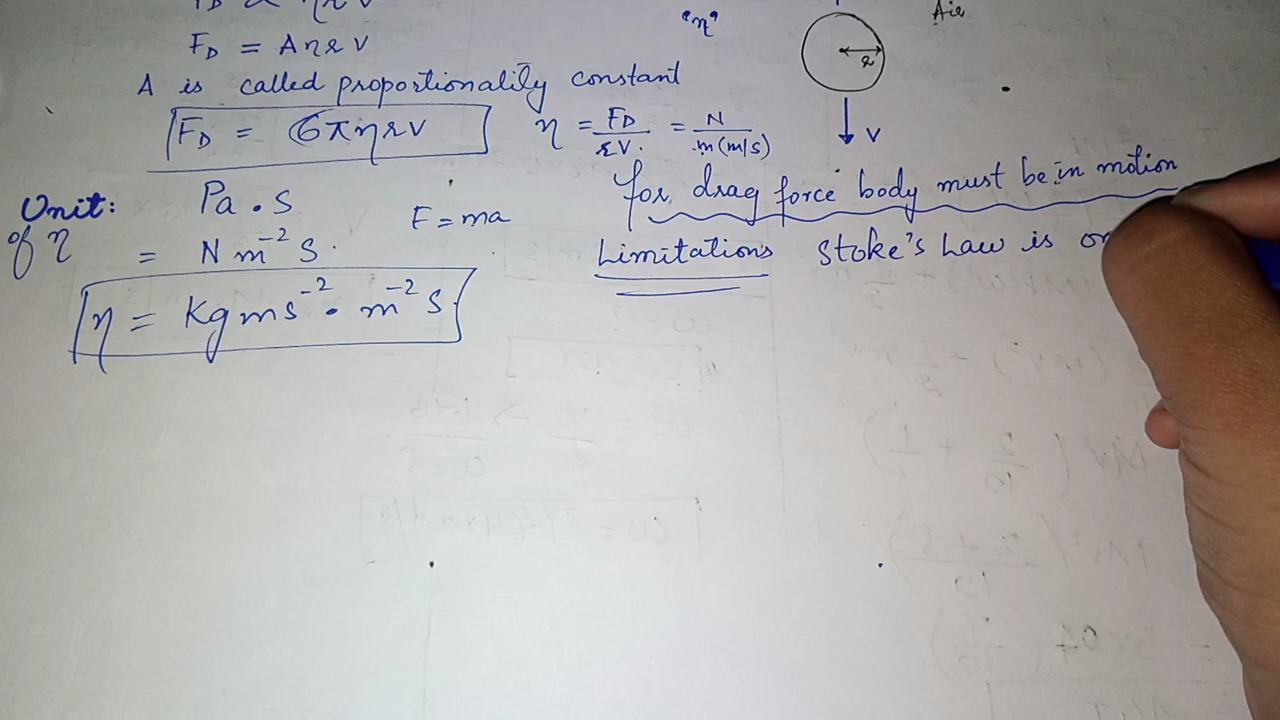 F_D = AηrV
"η"
Air
r
A is called proportionality constant
F_D = 6πηrv
η = F_D / rV = N / m(m/s)
V
for drag force body must be in motion
Unit: Pa.s
of η = N m⁻² S.
F = ma
Limitations Stoke's Law is
η = Kg m s⁻² . m⁻² s